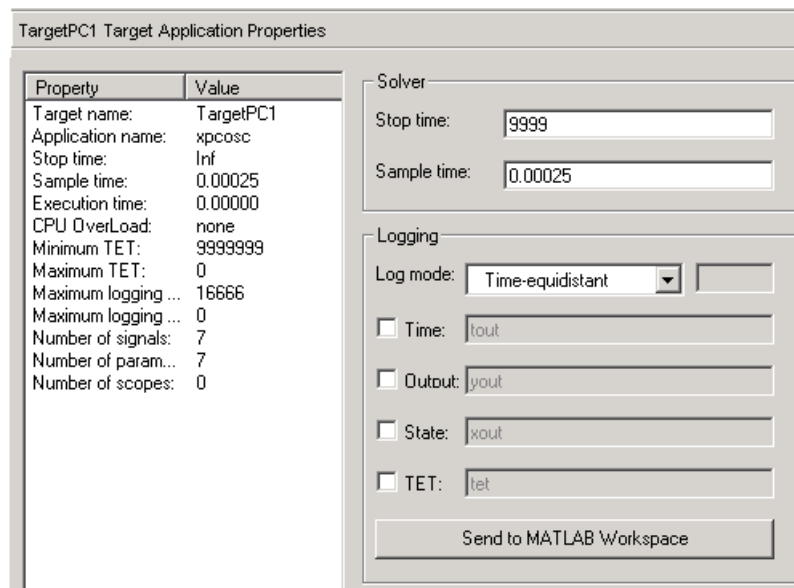 TargetPC1 Target Application Properties
Property Value
Target name: TargetPC1
Application name: xpcosc
Stop time: Inf
Sample time: 0.00025
Execution time: 0.00000
CPU OverLoad: none
Minimum TET: 9999999
Maximum TET: 0
Maximum logging ... 16666
Maximum logging ... 0
Number of signals: 7
Number of param... 7
Number of scopes: 0
Solver
Stop time: 9999
Sample time: 0.00025
Logging
Log mode: Time-equidistant
Time: tout
Output: yout
State: xout
TET: tet
Send to MATLAB Workspace